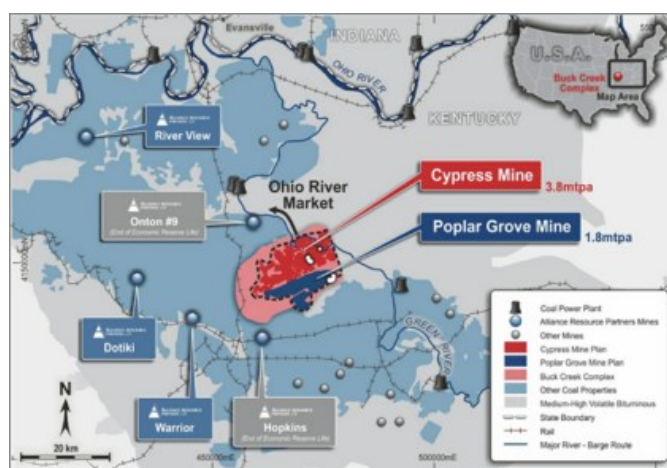 Evansville
INDIANA
U.S.A.
Buck Creek
Complex
Map Area
OHIO RIVER
KENTUCKY
River View
Cypress Mine
3.8mtpa
Ohio River
Market
Onton #9
(End of Economic Reserve Life)
Poplar Grove Mine
1.8mtpa
4150000mN
Dotiki
Warrior
Hopkins
(End of Economic Reserve Life)
GREEN RIVER
Coal Power Plant
Alliance Resource Partners Mines
Other Mines
Cypress Mine Plan
Poplar Grove Mine Plan
Buck Creek Complex
Other Coal Properties
Medium-High Volatile Bituminous
State Boundary
Rail
Major River - Barge Route
N
20 km
450000mE
500000mE